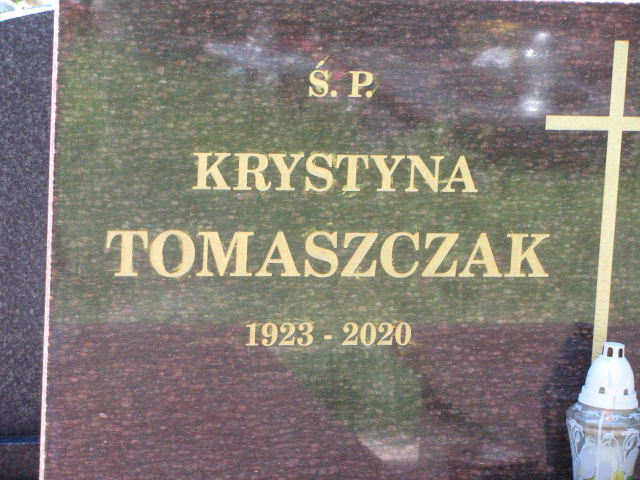 Ś. P.
KRYSTYNA
TOMASZCZAK
1923 - 2020